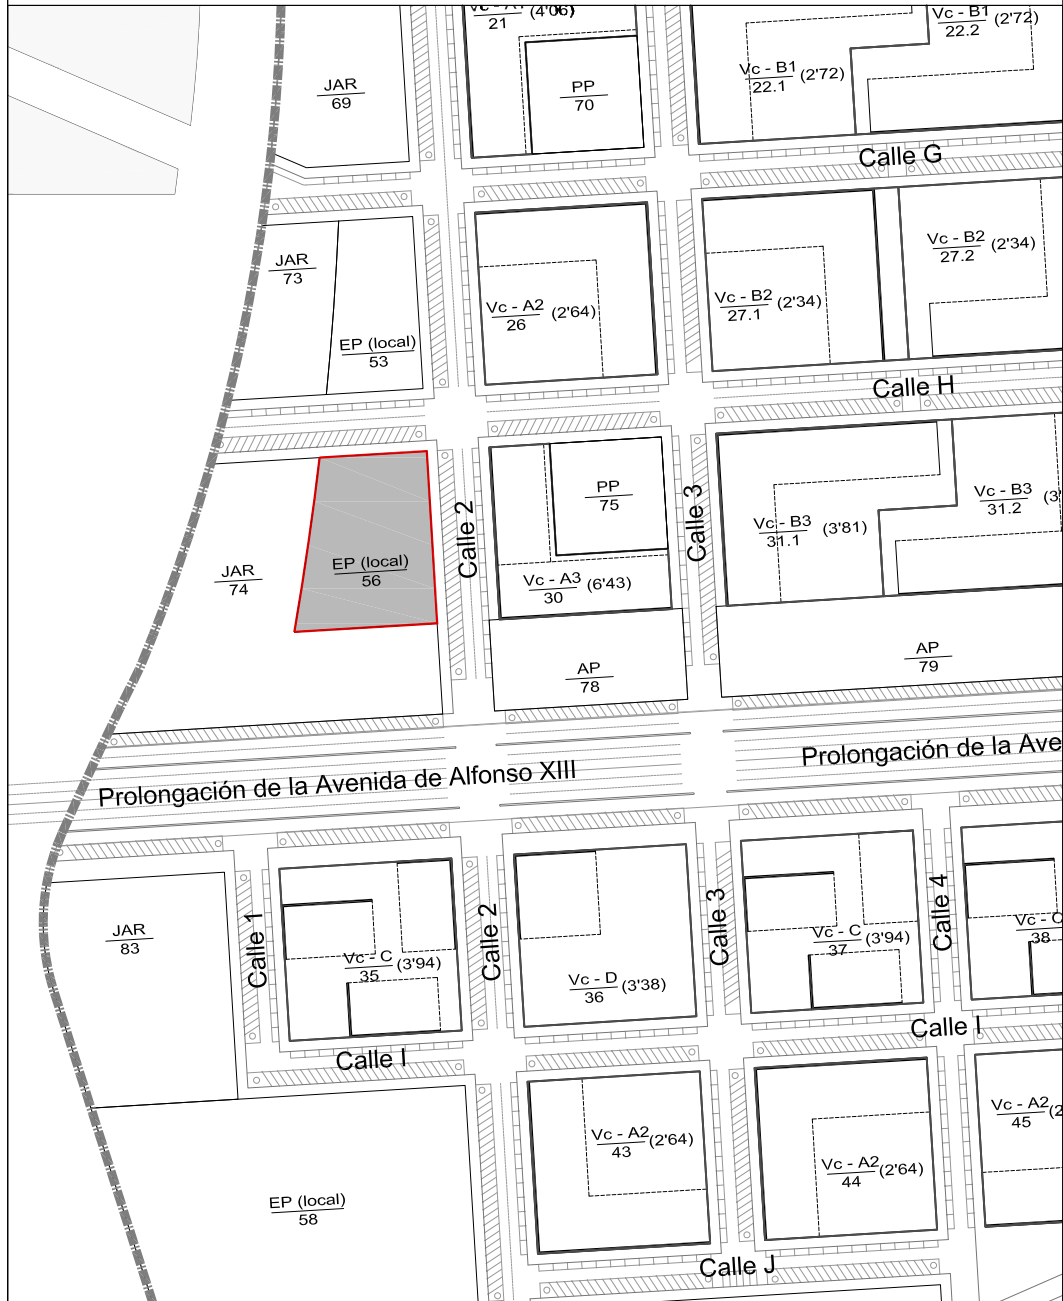 21 (4'06)
Vc - B1
22.2 (2'72)
JAR
69
PP
70
Vc - B1
22.1 (2'72)
Calle G
JAR
73
EP (local)
53
Vc - A2
26 (2'64)
Vc - B2
27.1 (2'34)
Vc - B2
27.2 (2'34)
Calle H
JAR
74
EP (local)
56
Calle 2
PP
75
Vc - A3
30 (6'43)
Calle 3
Vc - B3
31.1 (3'81)
Vc - B3
31.2
AP
78
AP
79
Prolongación de la Avenida de Alfonso XIII
Prolongación de la Ave
JAR
83
Calle 1
Vc - C
35 (3'94)
Calle 2
Vc - D
36 (3'38)
Calle 3
Vc - C
37 (3'94)
Calle 4
Vc - C
38
Calle I
Calle I
EP (local)
58
Vc - A2
43 (2'64)
Vc - A2
44 (2'64)
Vc - A2
45 (2
Calle J